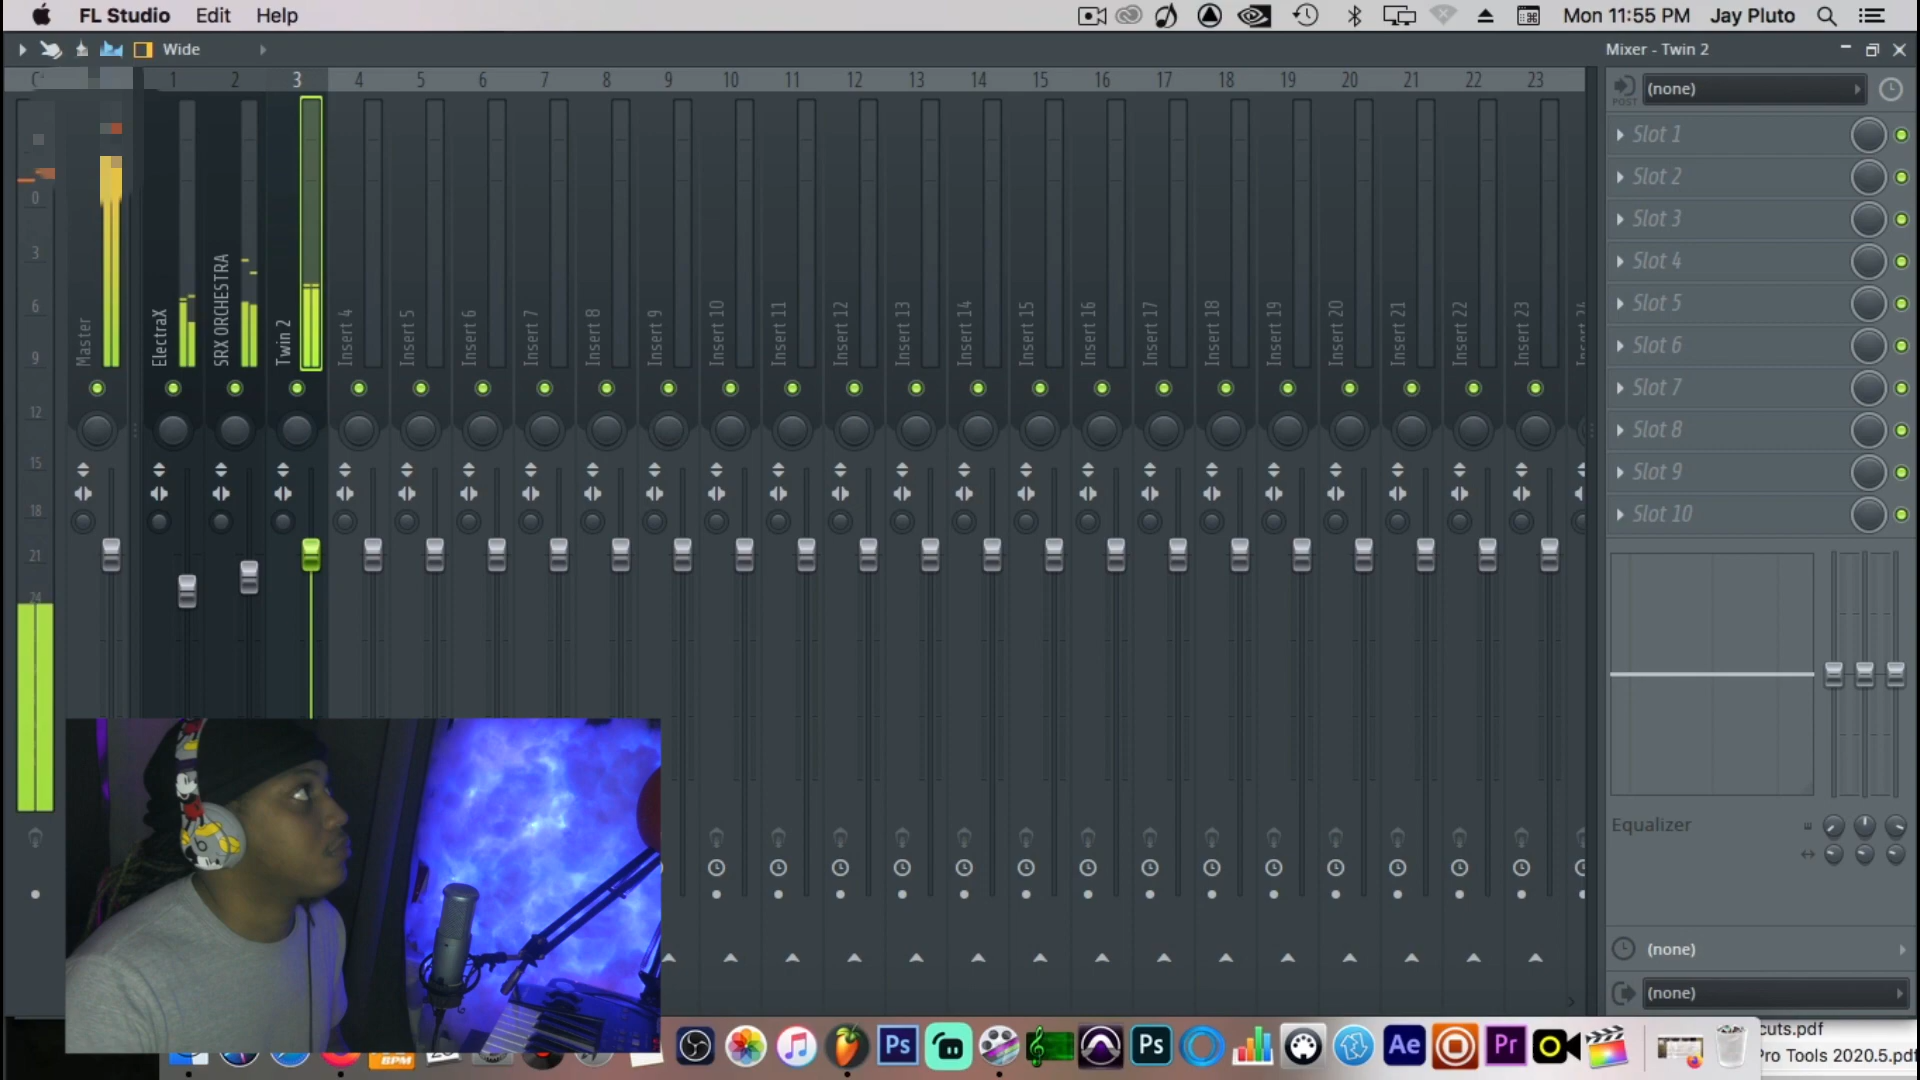 FL Studio Edit Help Mon 11:55 PM Jay Pluto
Wide Mixer - Twin 2
1 2 3 4 5 6 7 8 9 10 11 12 13 14 15 16 17 18 19 20 21 22 23
POST (none)
Slot 1
Slot 2
Slot 3
Slot 4
Slot 5
Slot 6
Slot 7
Slot 8
Slot 9
Slot 10
0
3
6
9
12
15
18
21
24
Master
ElectraX
SRX ORCHESTRA
Twin 2
Insert 4
Insert 5
Insert 6
Insert 7
Insert 8
Insert 9
Insert 10
Insert 11
Insert 12
Insert 13
Insert 14
Insert 15
Insert 16
Insert 17
Insert 18
Insert 19
Insert 20
Insert 21
Insert 22
Insert 23
Equalizer
(none)
(none)
BPM Ps Ps Ae Pr
cuts.pdf
Pro Tools 2020.5.pdf